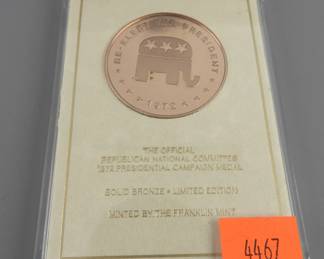 RE-ELECT THE PRESIDENT
1972
THE OFFICIAL
REPUBLICAN NATIONAL COMMITTEE
1972 PRESIDENTIAL CAMPAIGN MEDAL
SOLID BRONZE • LIMITED EDITION
MINTED BY THE FRANKLIN MINT
4467